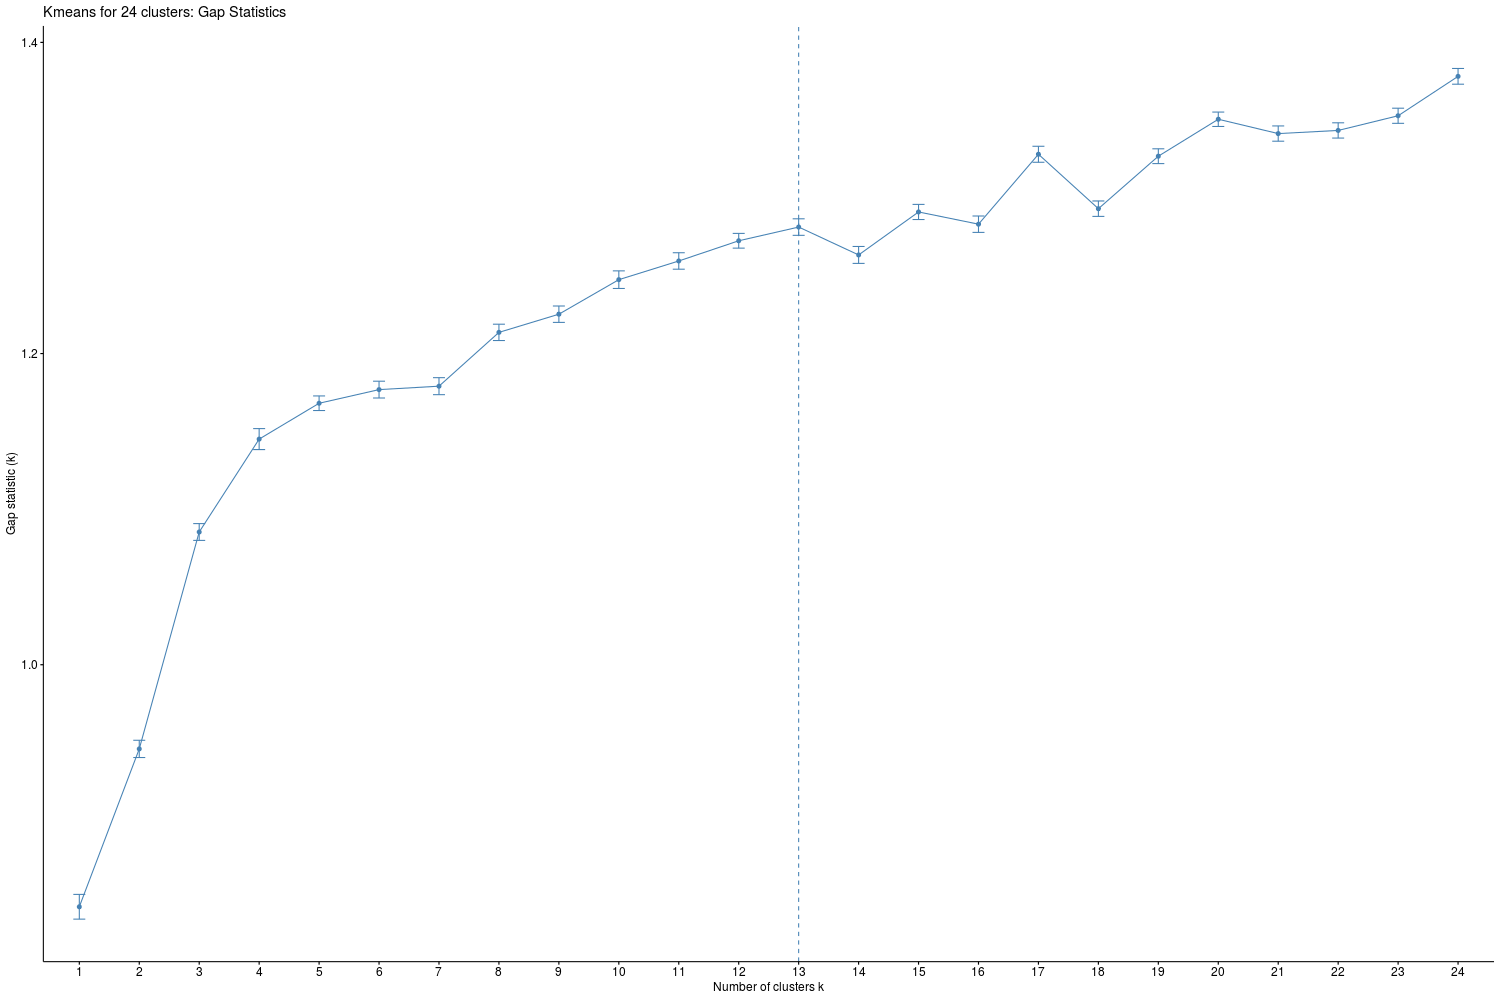 Kmeans for 24 clusters: Gap Statistics
1.4
1.2
1.0
Gap statistic (k)
1 2 3 4 5 6 7 8 9 10 11 12 13 14 15 16 17 18 19 20 21 22 23 24
Number of clusters k